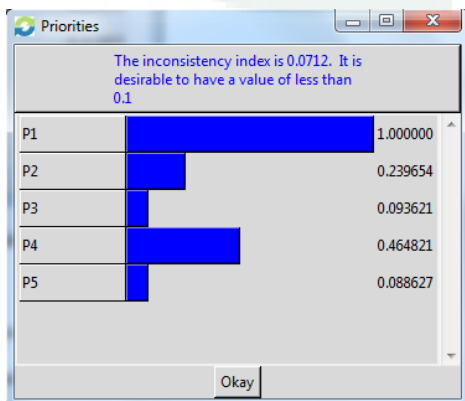 Priorities
The inconsistency index is 0.0712. It is
desirable to have a value of less than
0.1
P1 1.000000
P2 0.239654
P3 0.093621
P4 0.464821
P5 0.088627
Okay